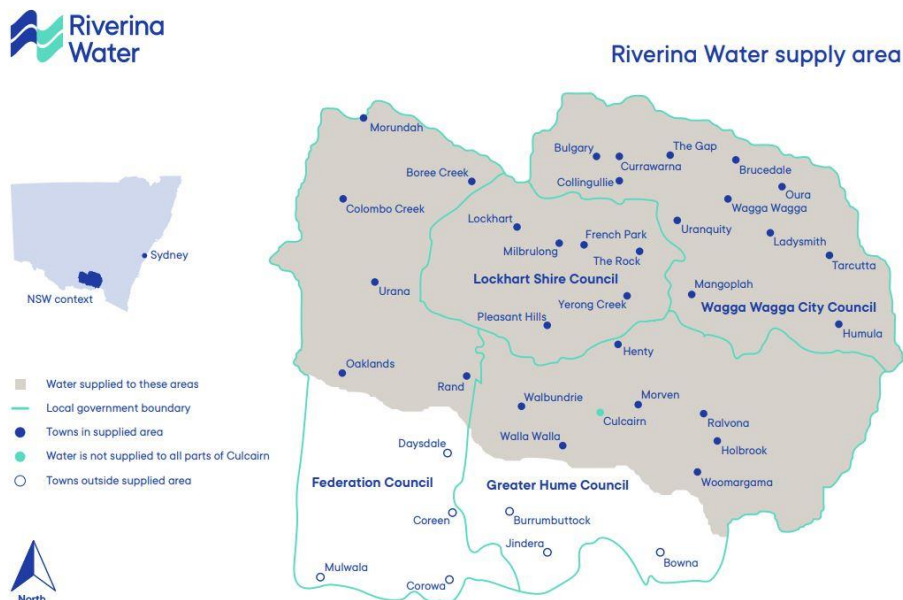 Riverina
Water
Riverina Water supply area
Sydney
NSW context
Water supplied to these areas
Local government boundary
Towns in supplied area
Water is not supplied to all parts of Culcairn
Towns outside supplied area
North
Morundah
Boree Creek
Colombo Creek
Urana
Oaklands
Rand
Daysdale
Federation Council
Coreen
Mulwala
Corowa
Lockhart
Milbrulong
French Park
The Rock
Lockhart Shire Council
Yerong Creek
Pleasant Hills
Bulgary
Currawarna
The Gap
Brucedale
Collingullie
Oura
Wagga Wagga
Uranquity
Ladysmith
Tarcutta
Mangoplah
Wagga Wagga City Council
Humula
Henty
Walbundrie
Morven
Culcairn
Ralvona
Walla Walla
Holbrook
Woomargama
Greater Hume Council
Burrumbuttock
Jindera
Bowna